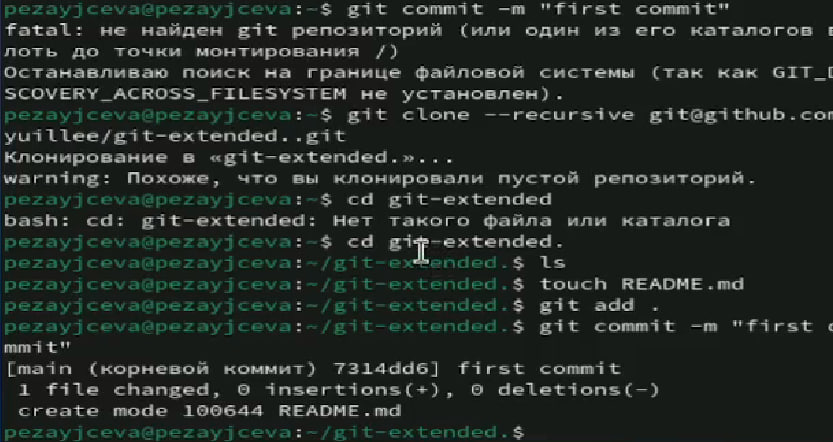 pezayjceva@pezayjceva:~$ git commit -m "first commit"
fatal: не найден git репозиторий (или один из его каталогов в
лоть до точки монтирования /)
Останавливаю поиск на границе файловой системы (так как GIT_D
SCOVERY_ACROSS_FILESYSTEM не установлен).
pezayjceva@pezayjceva:~$ git clone --recursive git@github.com
yuillee/git-extended..git
Клонирование в «git-extended.»...
warning: Похоже, что вы клонировали пустой репозиторий.
pezayjceva@pezayjceva:~$ cd git-extended
bash: cd: git-extended: Нет такого файла или каталога
pezayjceva@pezayjceva:~$ cd git-extended.
pezayjceva@pezayjceva:~/git-extended.$ ls
pezayjceva@pezayjceva:~/git-extended.$ touch README.md
pezayjceva@pezayjceva:~/git-extended.$ git add .
pezayjceva@pezayjceva:~/git-extended.$ git commit -m "first c
mmit"
[main (корневой коммит) 7314dd6] first commit
 1 file changed, 0 insertions(+), 0 deletions(-)
 create mode 100644 README.md
pezayjceva@pezayjceva:~/git-extended.$